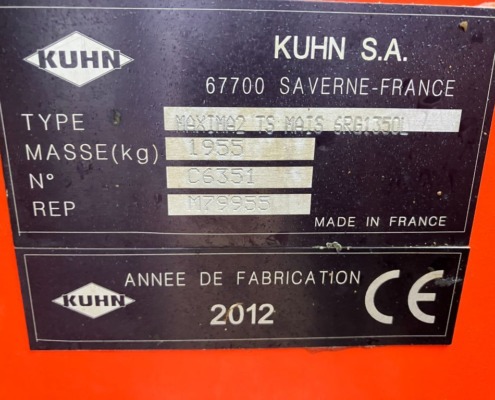 KUHN
KUHN S.A.
67700 SAVERNE-FRANCE
TYPE MAXIMA2 TS MAIS 6RG1350L
MASSE(kg) 1955
N° C6351
REP M79955
MADE IN FRANCE
KUHN
ANNEE DE FABRICATION
2012
CE